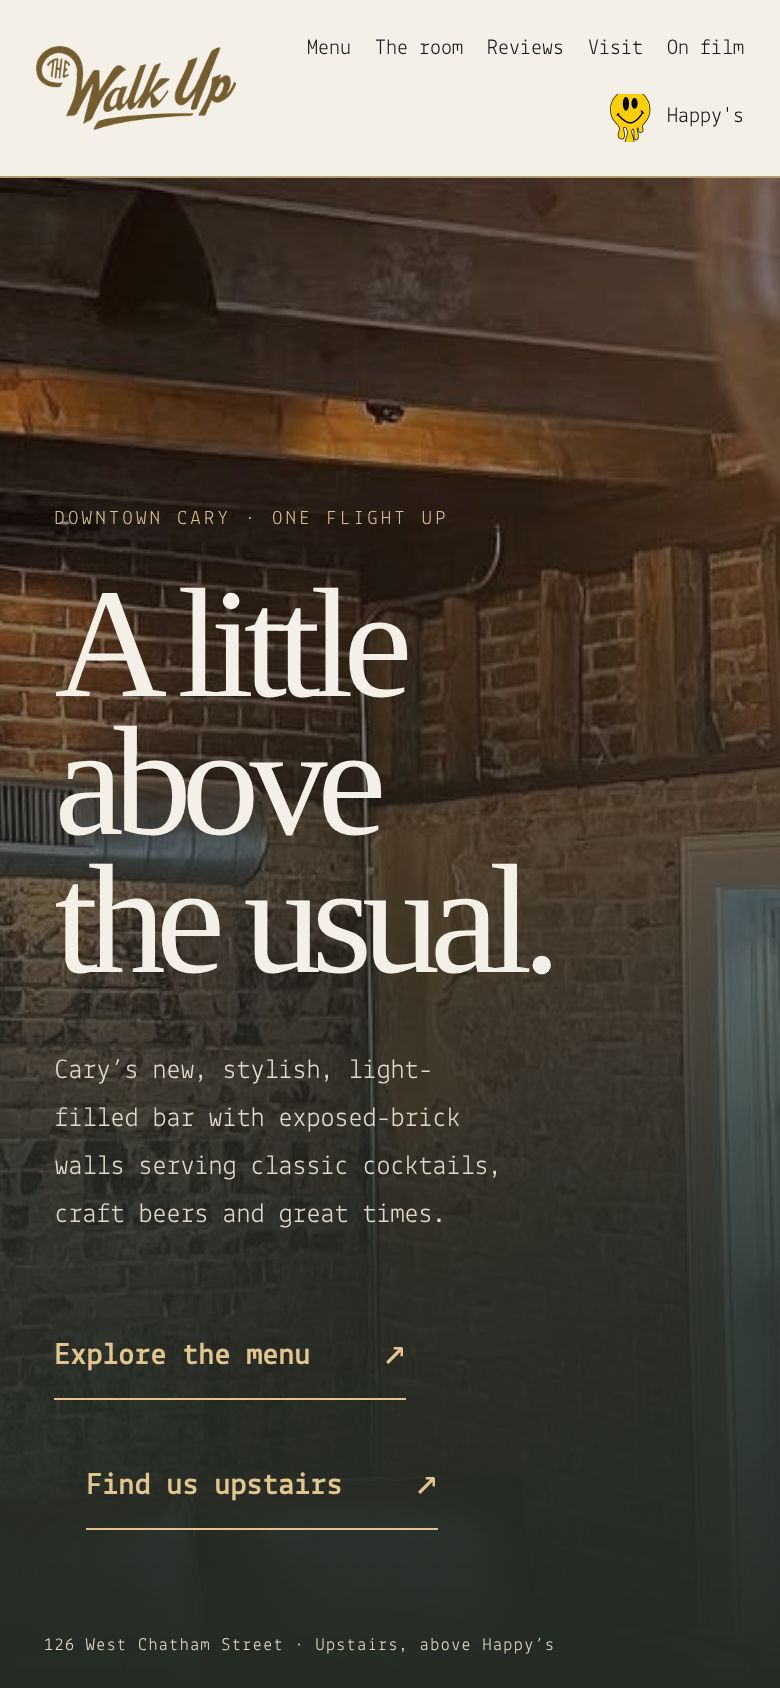 THE Walk Up
Menu The room Reviews Visit On film
Happy's
DOWNTOWN CARY · ONE FLIGHT UP
A little
above
the usual.
Cary’s new, stylish, light-
filled bar with exposed-brick
walls serving classic cocktails,
craft beers and great times.
Explore the menu ↗
Find us upstairs ↗
126 West Chatham Street · Upstairs, above Happy’s